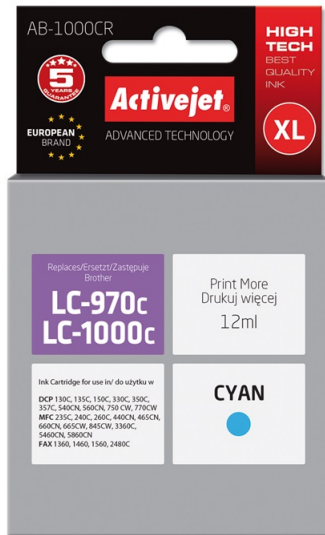 AB-1000CR
HIGH
TECH
BEST
QUALITY
INK
5
YEARS
GUARANTEE
Activejet®
EUROPEAN
BRAND
ADVANCED TECHNOLOGY
XL
Replaces/Ersetzt/Zastępuje
Brother
LC-970c
LC-1000c
Print More
Drukuj więcej
12ml
Ink Cartridge for use in/ do użytku w
DCP 130C, 135C, 150C, 330C, 350C,
357C, 540CN, 560CN, 750 CW, 770CW
MFC 235C, 240C, 260C, 440CN, 465CN,
660CN, 665CW, 845CW, 3360C,
5460CN, 5860CN
FAX 1360, 1460, 1560, 2480C
CYAN